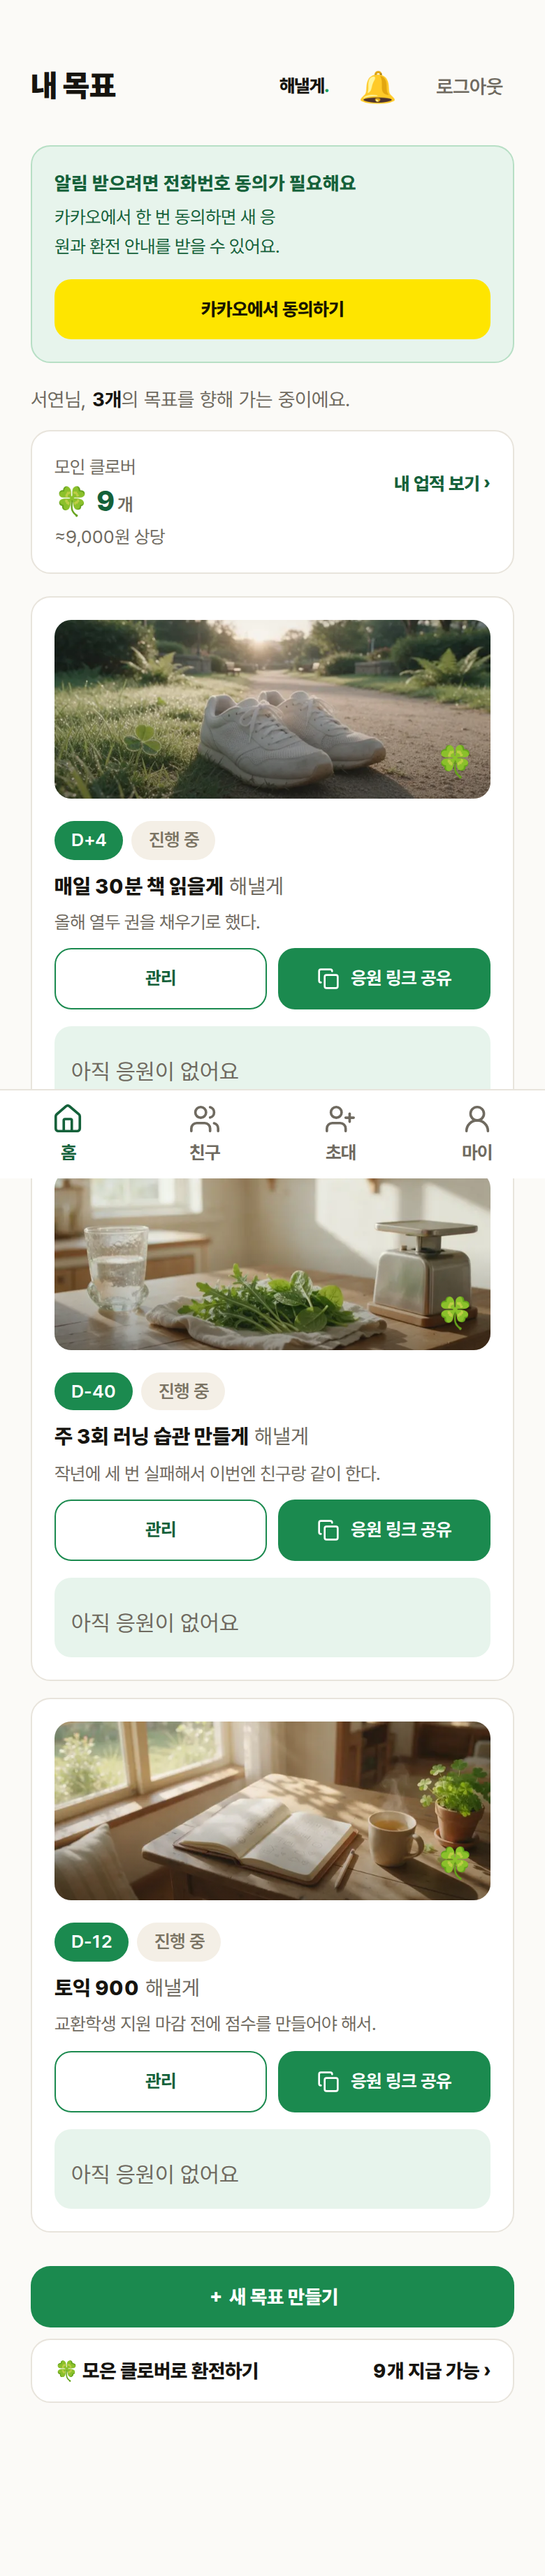 내 목표
해낼게.
로그아웃
알림 받으려면 전화번호 동의가 필요해요
카카오에서 한 번 동의하면 새 응
원과 환전 안내를 받을 수 있어요.
카카오에서 동의하기
서연님, 3개의 목표를 향해 가는 중이에요.
모인 클로버
9개
≈9,000원 상당
내 업적 보기 ›
D+4
진행 중
매일 30분 책 읽을게 해낼게
올해 열두 권을 채우기로 했다.
관리
응원 링크 공유
아직 응원이 없어요
홈
친구
초대
마이
D-40
진행 중
주 3회 러닝 습관 만들게 해낼게
작년에 세 번 실패해서 이번엔 친구랑 같이 한다.
관리
응원 링크 공유
아직 응원이 없어요
D-12
진행 중
토익 900 해낼게
교환학생 지원 마감 전에 점수를 만들어야 해서.
관리
응원 링크 공유
아직 응원이 없어요
+ 새 목표 만들기
모은 클로버로 환전하기
9개 지급 가능 ›